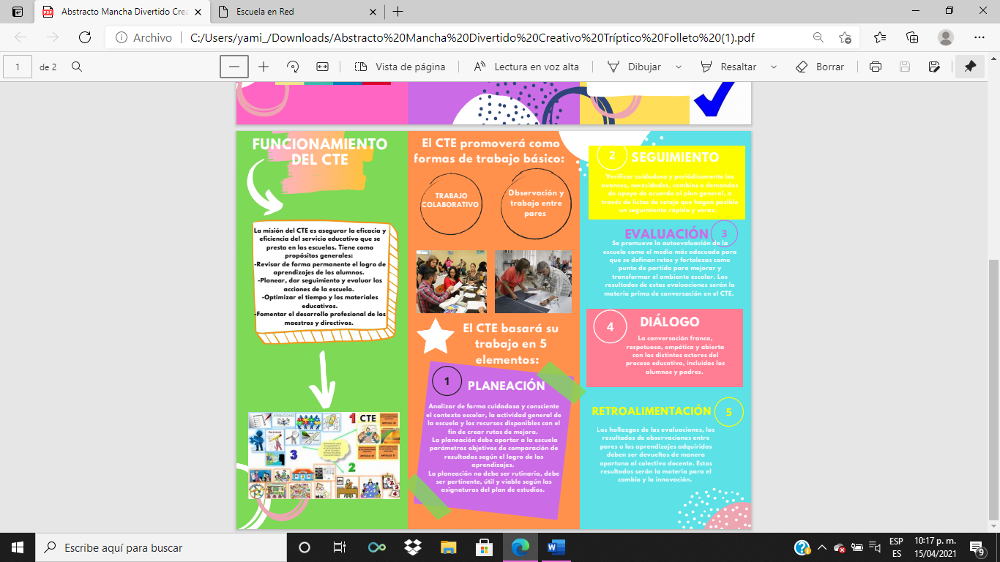 Abstracto Mancha Divertido Crea
Escuela en Red
Archivo
C:/Users/yami_/Downloads/Abstracto%20Mancha%20Divertido%20Creativo%20Tríptico%20Folleto%20(1).pdf
1 de 2
Vista de página
Lectura en voz alta
Dibujar
Resaltar
Borrar
FUNCIONAMIENTO
DEL CTE
La misión del CTE es asegurar la eficacia y
eficiencia del servicio educativo que se
presta en las escuelas. Tiene como
propósitos generales:
-Revisar de forma permanente el logro de
aprendizajes de los alumnos.
-Planear, dar seguimiento y evaluar las
acciones de la escuela.
-Optimizar el tiempo y los materiales
educativos.
-Fomentar el desarrollo profesional de los
maestros y directivos.
1
CTE
3
2
El CTE promoverá como
formas de trabajo básico:
TRABAJO
COLABORATIVO
Observación y
trabajo entre
pares
El CTE basará su
trabajo en 5
elementos:
1
PLANEACIÓN
Analizar de forma cuidadosa y consciente
el contexto escolar, la actividad general de
la escuela y los recursos disponibles con el
fin de crear rutas de mejora.
La planeación debe aportar a la escuela
parámetros objetivos de comparación de
resultados según el logro de los
aprendizajes.
La planeación no debe ser rutinaria, debe
ser pertinente, útil y viable según las
asignaturas del plan de estudios.
2
SEGUIMIENTO
Verificar cuidadosa y periódicamente los
avances, necesidades, cambios o demandas
de apoyo de acuerdo al plan general, a
través de listas de cotejo que hagan posible
un seguimiento rápido y veraz.
EVALUACIÓN
3
Se promueve la autoevaluación de la
escuela como el medio más adecuado para
que se definan retos y fortalezas como
punto de partida para mejorar y
transformar el ambiente escolar. Los
resultados de estas evaluaciones serán la
materia prima de conversación en el CTE.
4
DIÁLOGO
La conversación franca,
respetuosa, empática y abierta
con los distintos actores del
proceso educativo, incluidos los
alumnos y padres.
RETROALIMENTACIÓN
5
Los hallazgos de las evaluaciones, los
resultados de observaciones entre
pares o los aprendizajes adquiridos
deben ser devueltos de manera
oportuna al colectivo docente. Estos
resultados serán la materia para el
cambio y la innovación.
Escribe aquí para buscar
ESP
ES
10:17 p. m.
15/04/2021
9